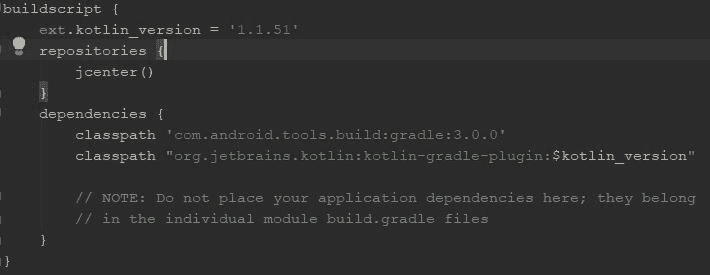 buildscript {
    ext.kotlin_version = '1.1.51'
    repositories {
        jcenter()
    }
    dependencies {
        classpath 'com.android.tools.build:gradle:3.0.0'
        classpath "org.jetbrains.kotlin:kotlin-gradle-plugin:$kotlin_version"

        // NOTE: Do not place your application dependencies here; they belong
        // in the individual module build.gradle files
    }
}